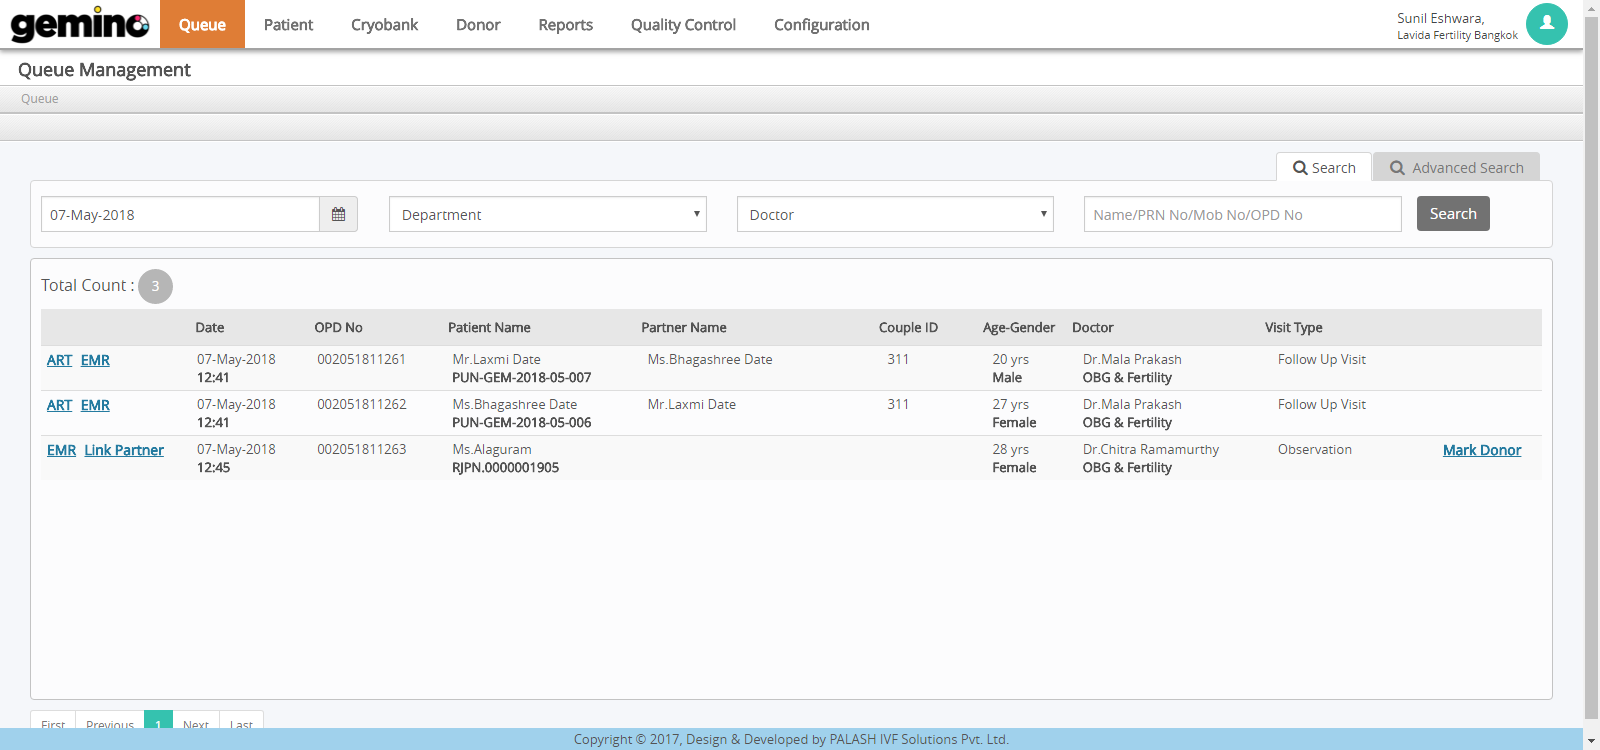 gemino Queue Patient Cryobank Donor Reports Quality Control Configuration Sunil Eshwara,
Lavida Fertility Bangkok
Queue Management
Queue
Search Advanced Search
07-May-2018 Department Doctor Name/PRN No/Mob No/OPD No Search
Total Count : 3
Date OPD No Patient Name Partner Name Couple ID Age-Gender Doctor Visit Type
ART EMR 07-May-2018 002051811261 Mr.Laxmi Date Ms.Bhagashree Date 311 20 yrs Dr.Mala Prakash Follow Up Visit
12:41 PUN-GEM-2018-05-007 Male OBG & Fertility
ART EMR 07-May-2018 002051811262 Ms.Bhagashree Date Mr.Laxmi Date 311 27 yrs Dr.Mala Prakash Follow Up Visit
12:41 PUN-GEM-2018-05-006 Female OBG & Fertility
EMR Link Partner 07-May-2018 002051811263 Ms.Alaguram 28 yrs Dr.Chitra Ramamurthy Observation Mark Donor
12:45 RJPN.0000001905 Female OBG & Fertility
First Previous 1 Next Last
Copyright © 2017, Design & Developed by PALASH IVF Solutions Pvt. Ltd.